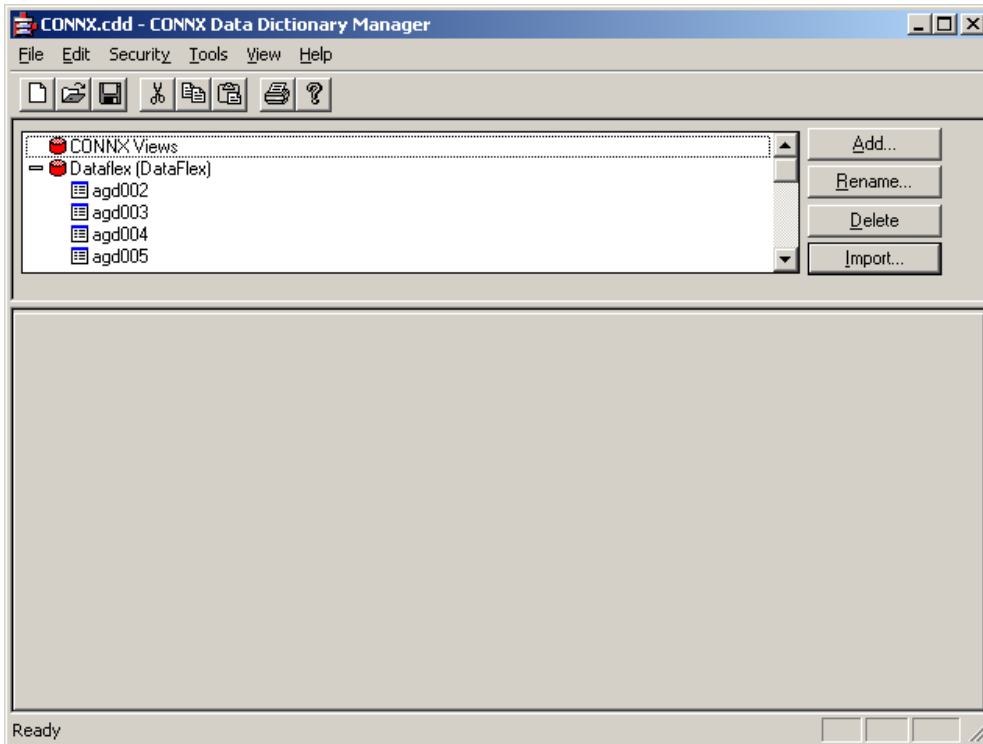 CONNX.cdd - CONNX Data Dictionary Manager
File Edit Security Tools View Help
CONNX Views
Dataflex (DataFlex)
agd002
agd003
agd004
agd005
Add...
Rename...
Delete
Import...
Ready